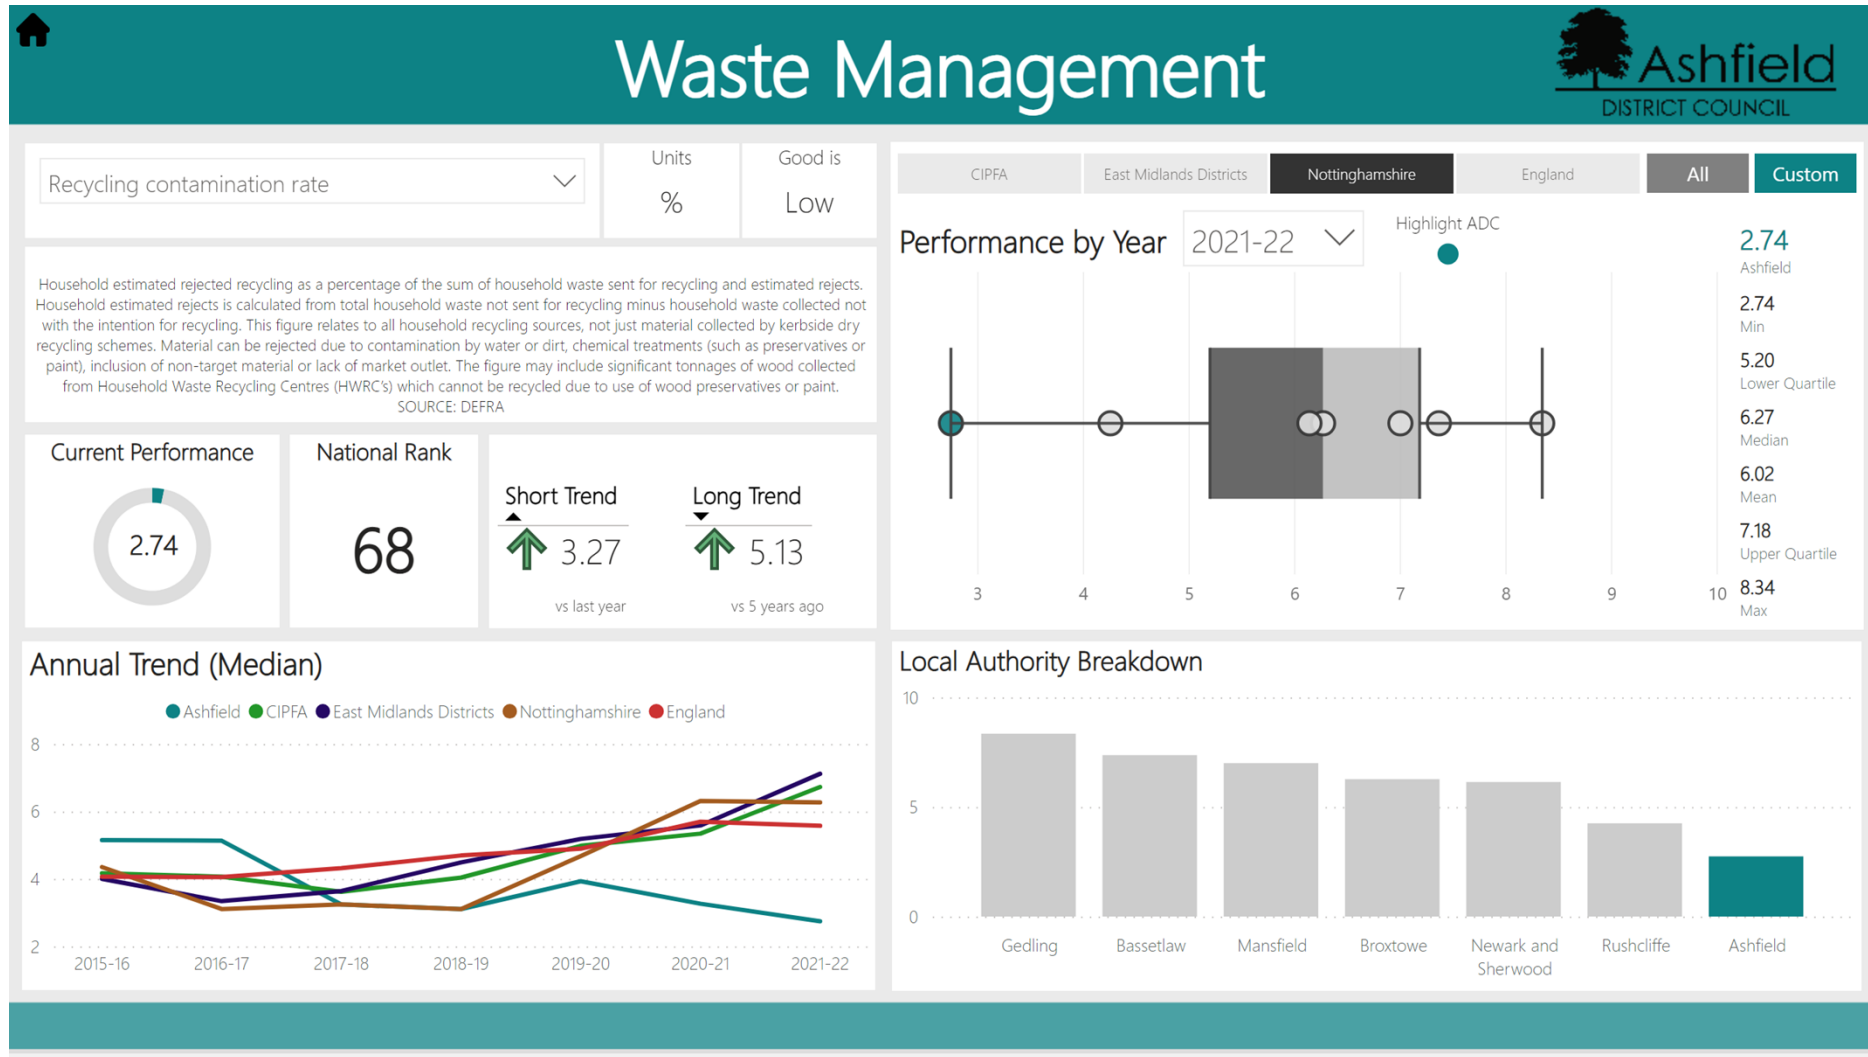 Waste Management
Ashfield
DISTRICT COUNCIL
Recycling contamination rate
Units
%
Good is
Low
Household estimated rejected recycling as a percentage of the sum of household waste sent for recycling and estimated rejects.
Household estimated rejects is calculated from total household waste not sent for recycling minus household waste collected not
with the intention for recycling. This figure relates to all household recycling sources, not just material collected by kerbside dry
recycling schemes. Material can be rejected due to contamination by water or dirt, chemical treatments (such as preservatives or
paint), inclusion of non-target material or lack of market outlet. The figure may include significant tonnages of wood collected
from Household Waste Recycling Centres (HWRC's) which cannot be recycled due to use of wood preservatives or paint.
SOURCE: DEFRA
Current Performance
2.74
National Rank
68
Short Trend
3.27
vs last year
Long Trend
5.13
vs 5 years ago
CIPFA
East Midlands Districts
Nottinghamshire
England
All
Custom
Performance by Year
2021-22
Highlight ADC
3 4 5 6 7 8 9 10
2.74
Ashfield
2.74
Min
5.20
Lower Quartile
6.27
Median
6.02
Mean
7.18
Upper Quartile
8.34
Max
Annual Trend (Median)
Ashfield CIPFA East Midlands Districts Nottinghamshire England
8
6
4
2
2015-16 2016-17 2017-18 2018-19 2019-20 2020-21 2021-22
Local Authority Breakdown
10
5
0
Gedling Bassetlaw Mansfield Broxtowe Newark and Rushcliffe Ashfield
Sherwood